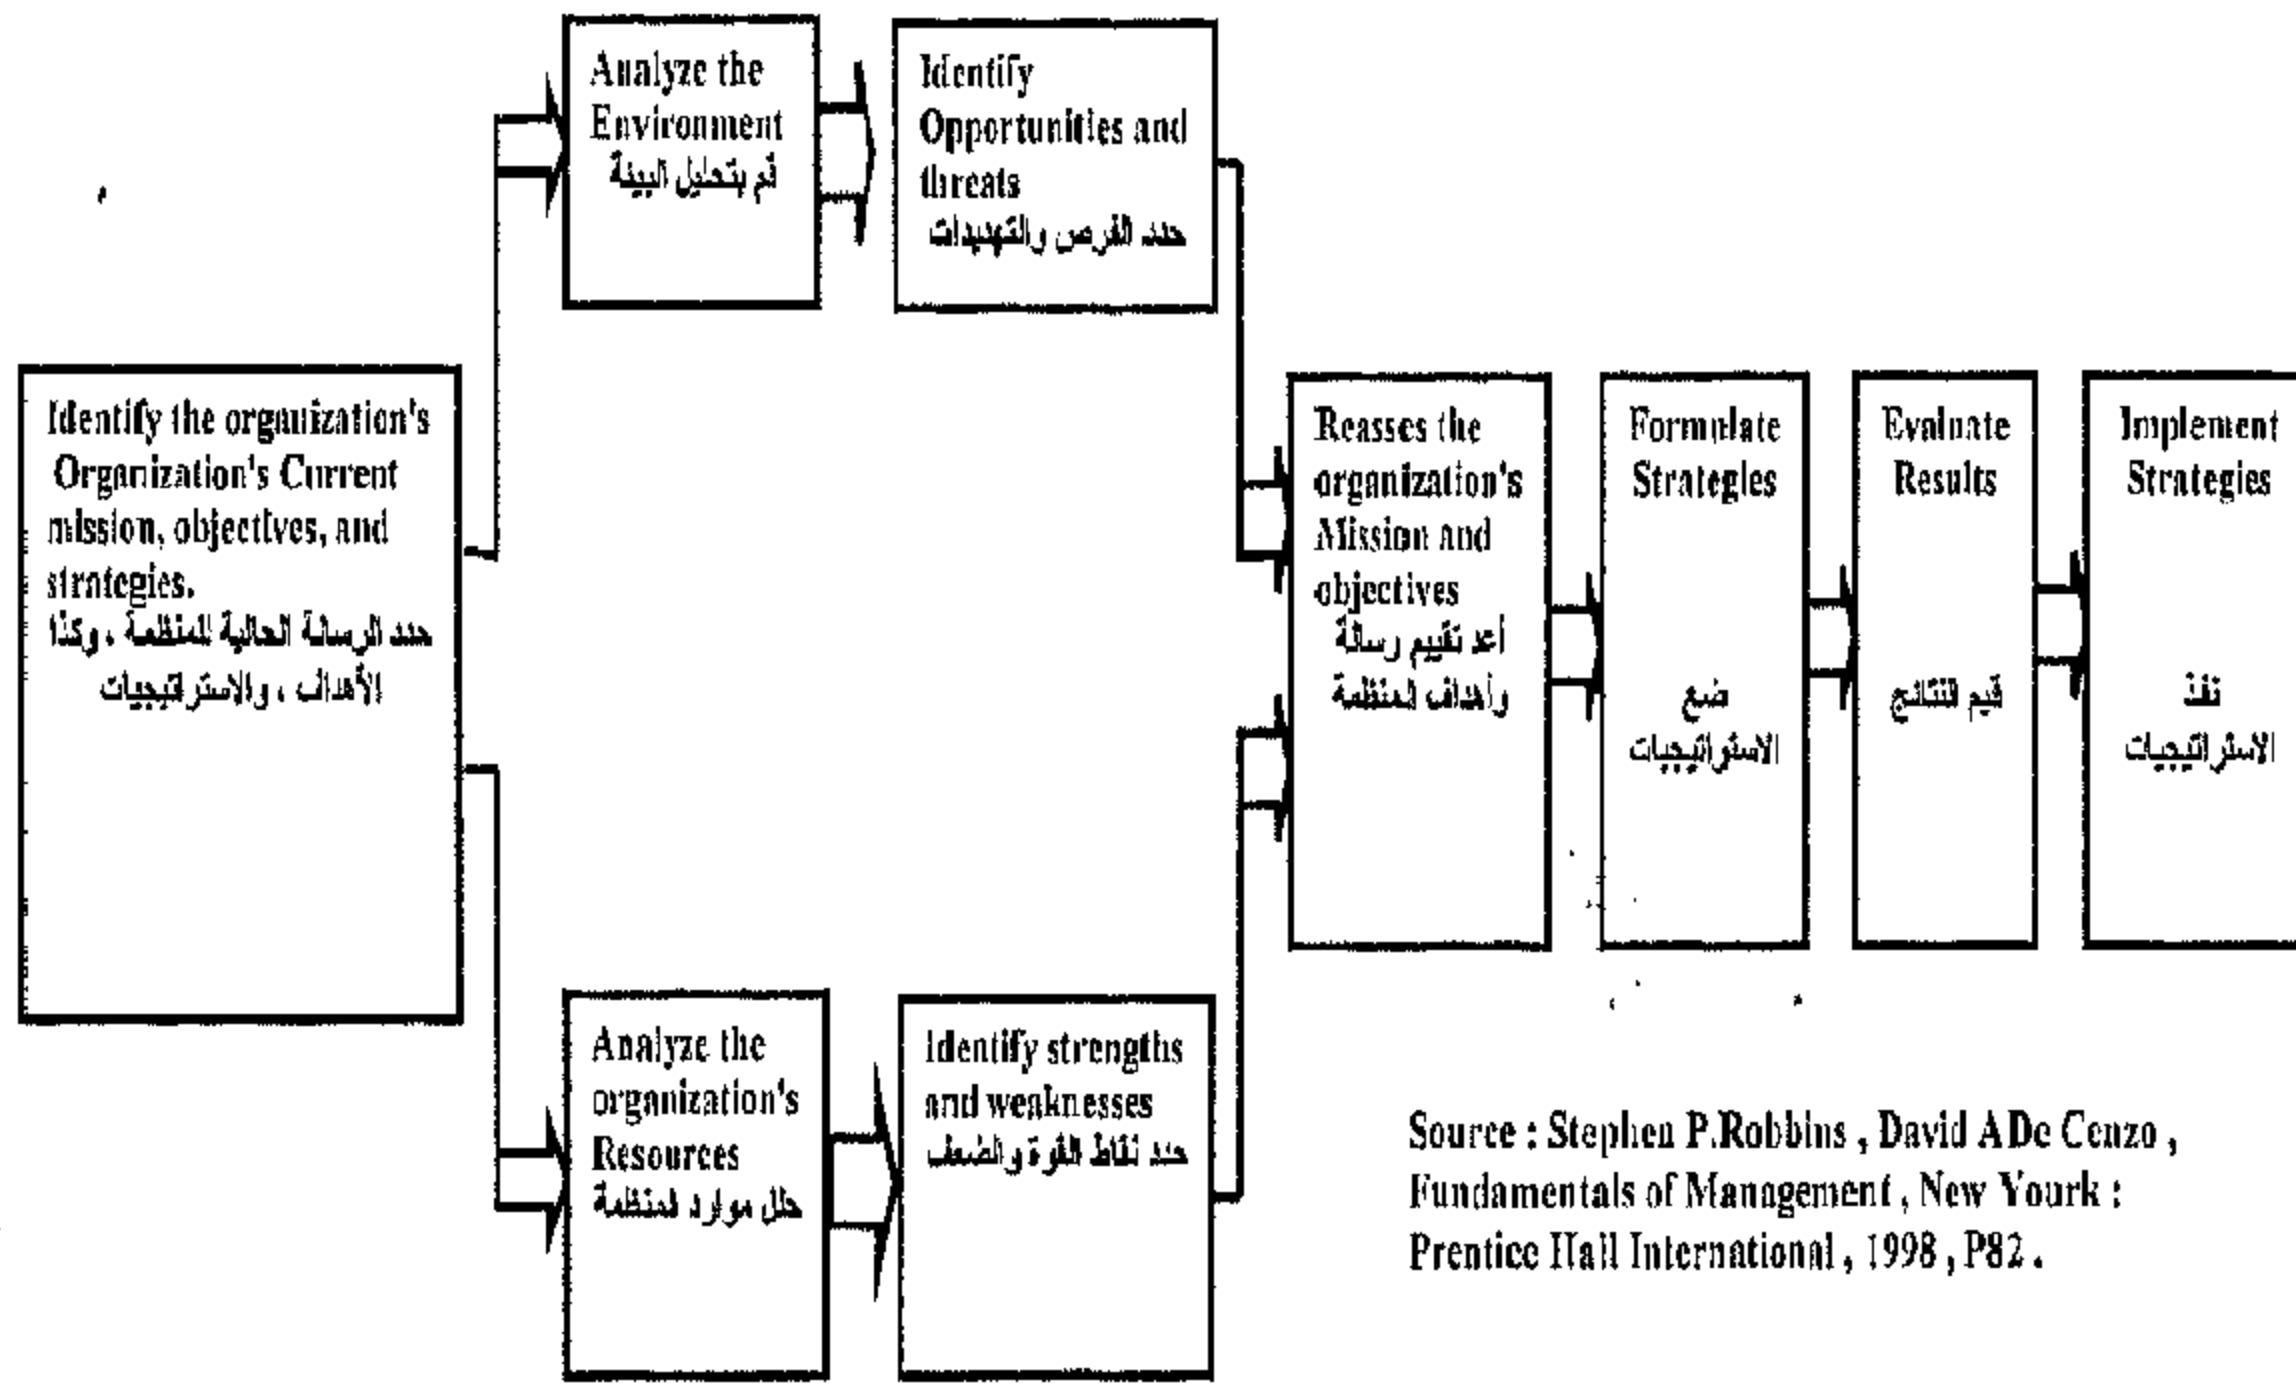 Identify the organization's
Organization's Current
mission, objectives, and
strategies.
حدد الرسالة الحالية للمنظمة ، وكذا
الأهداف ، والاستراتيجيات
Analyze the
Environment
قم بتحليل البيئة
Identify
Opportunities and
threats
حدد الفرص والتهديدات
Analyze the
organization's
Resources
حلل موارد المنظمة
Identify strengths
and weaknesses
حدد نقاط القوة والضعف
Reasses the
organization's
Mission and
objectives
أعد تقييم رسالة
وأهداف المنظمة
Formulate
Strategies
ضع
الاستراتيجيات
Evaluate
Results
قيم النتائج
Implement
Strategies
نفذ
الاستراتيجيات
Source : Stephen P.Robbins , David ADe Cenzo ,
Fundamentals of Management , New Yourk :
Prentice Hall International , 1998 , P82 .